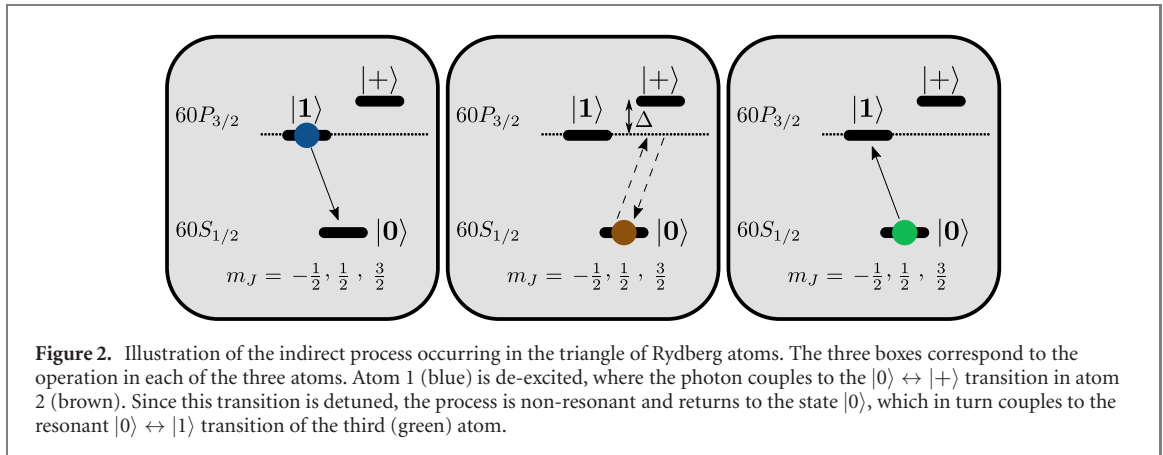 |+⟩ |+⟩ |+⟩
60P3/2 |1⟩ 60P3/2 |1⟩ Δ 60P3/2 |1⟩
60S1/2 |0⟩ 60S1/2 |0⟩ 60S1/2 |0⟩
mJ = −1/2, 1/2, 3/2 mJ = −1/2, 1/2, 3/2 mJ = −1/2, 1/2, 3/2
Figure 2. Illustration of the indirect process occurring in the triangle of Rydberg atoms. The three boxes correspond to the
operation in each of the three atoms. Atom 1 (blue) is de-excited, where the photon couples to the |0⟩ ↔ |+⟩ transition in atom
2 (brown). Since this transition is detuned, the process is non-resonant and returns to the state |0⟩, which in turn couples to the
resonant |0⟩ ↔ |1⟩ transition of the third (green) atom.